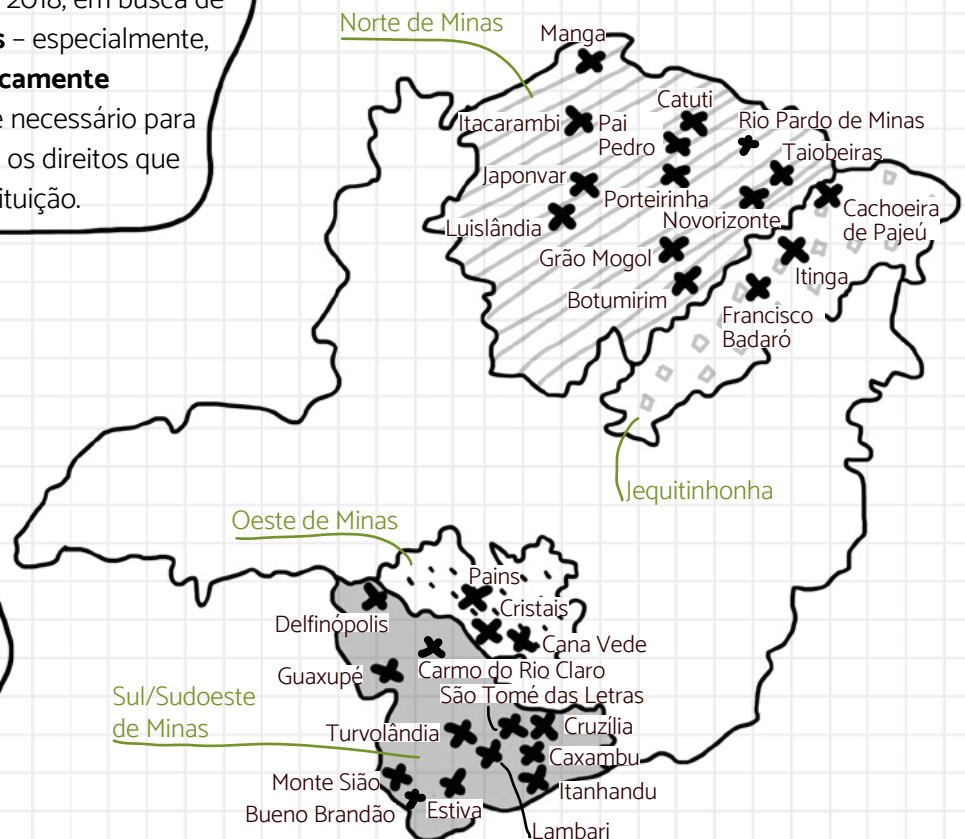 2018, em busca de
s – especialmente,
camente
e necessário para
os direitos que
ituição.
Norte de Minas
Manga
Catuti
Itacarambi
Pai
Pedro
Rio Pardo de Minas
Taiobeiras
Japonvar
Porteirinha
Novorizonte
Luislândia
Cachoeira
de Pajeú
Grão Mogol
Itinga
Botumirim
Francisco
Badaró
Jequitinhonha
Oeste de Minas
Pains
Cristais
Delfinópolis
Cana Vede
Guaxupé
Carmo do Rio Claro
Sul/Sudoeste
de Minas
São Tomé das Letras
Turvolândia
Cruzília
Caxambu
Monte Sião
Itanhandu
Bueno Brandão
Estiva
Lambari